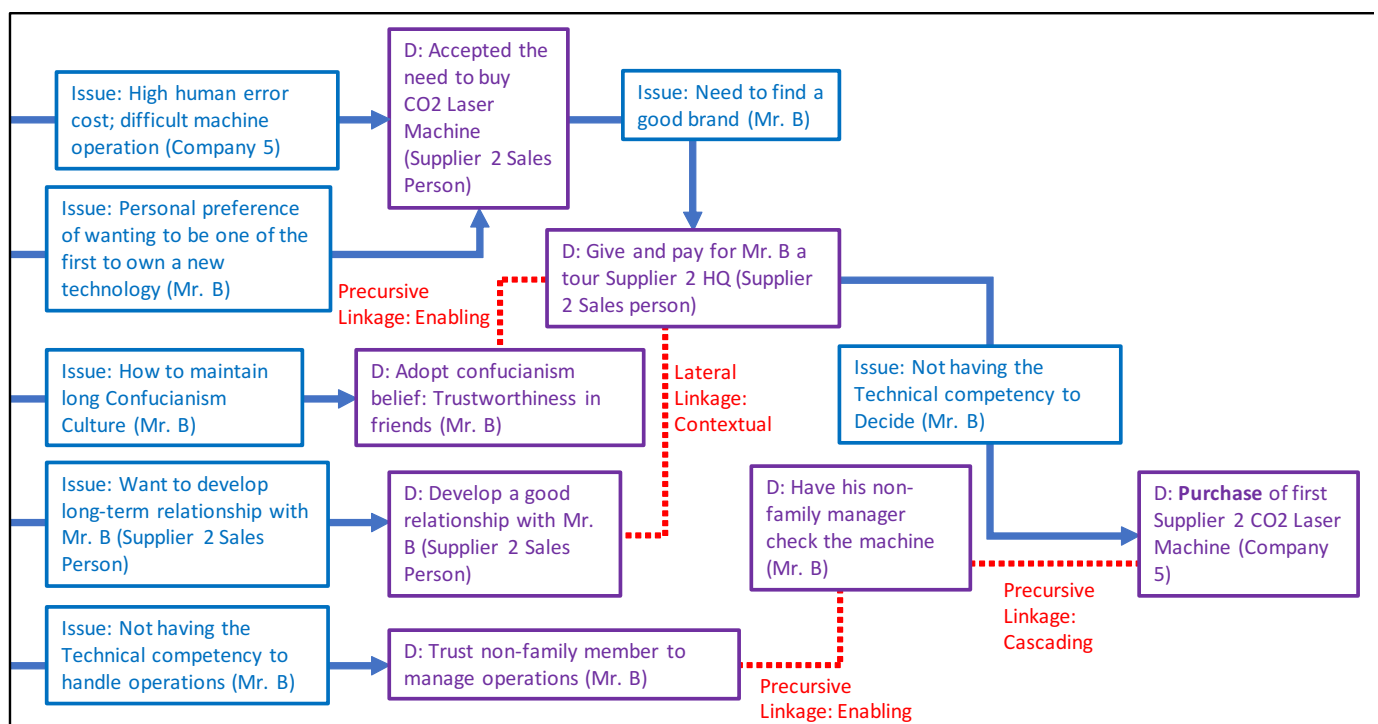 Issue: High human error
cost; difficult machine
operation (Company 5)
D: Accepted the
need to buy
CO2 Laser
Machine
(Supplier 2 Sales
Person)
Issue: Need to find a
good brand (Mr. B)
Issue: Personal preference
of wanting to be one of the
first to own a new
technology (Mr. B)
D: Give and pay for Mr. B a
tour Supplier 2 HQ (Supplier
2 Sales person)
Precursive
Linkage: Enabling
Issue: How to maintain
long Confucianism
Culture (Mr. B)
D: Adopt confucianism
belief: Trustworthiness in
friends (Mr. B)
Lateral
Linkage:
Contextual
Issue: Not having the
Technical competency to
Decide (Mr. B)
Issue: Want to develop
long-term relationship with
Mr. B (Supplier 2 Sales
Person)
D: Develop a good
relationship with Mr.
B (Supplier 2 Sales
Person)
D: Have his non-
family manager
check the machine
(Mr. B)
D: Purchase of first
Supplier 2 CO2 Laser
Machine (Company
5)
Precursive
Linkage:
Cascading
Issue: Not having the
Technical competency to
handle operations (Mr. B)
D: Trust non-family member to
manage operations (Mr. B)
Precursive
Linkage: Enabling